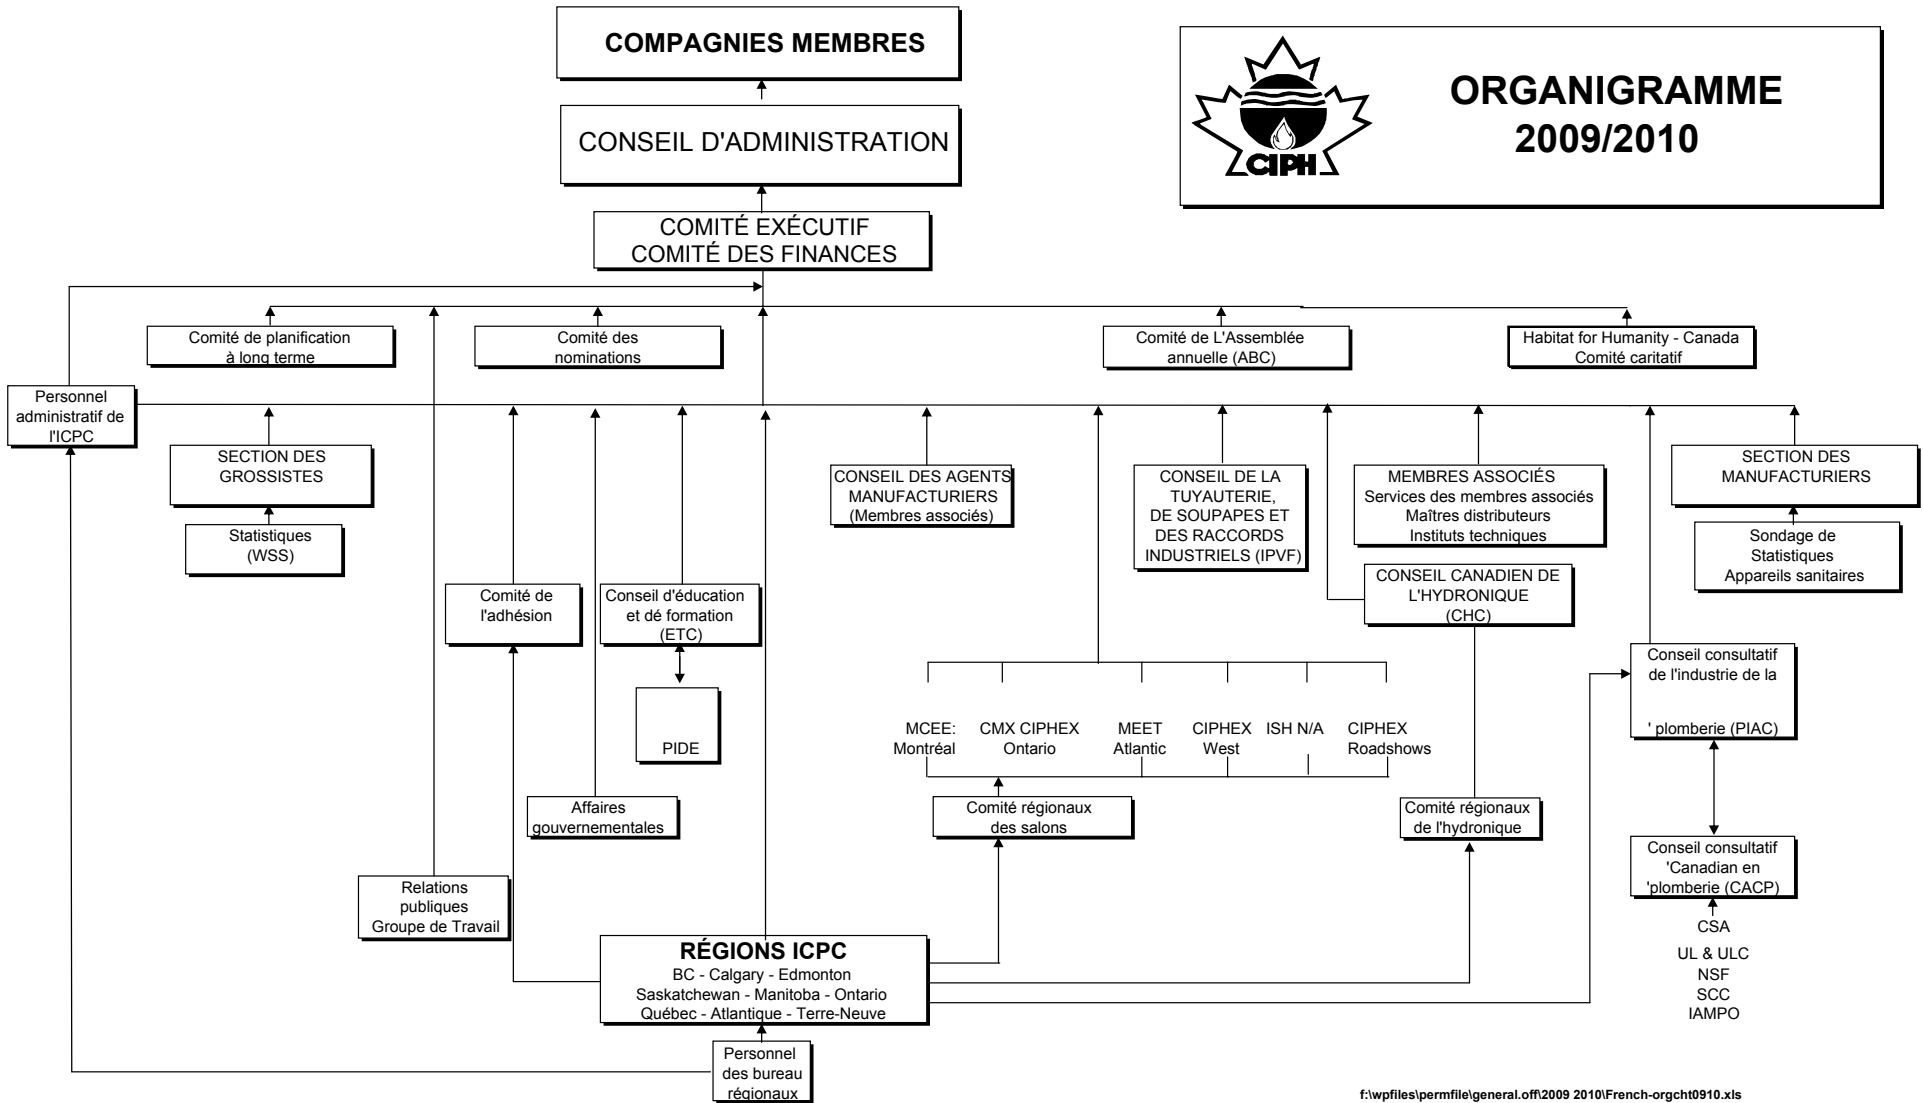 COMPAGNIES MEMBRES
CIPH
ORGANIGRAMME
2009/2010
CONSEIL D'ADMINISTRATION
COMITÉ EXÉCUTIF
COMITÉ DES FINANCES
Comité de planification
à long terme
Comité des
nominations
Comité de L'Assemblée
annuelle (ABC)
Habitat for Humanity - Canada
Comité caritatif
Personnel
administratif de
l'ICPC
SECTION DES
GROSSISTES
Statistiques
(WSS)
CONSEIL DES AGENTS
MANUFACTURIERS
(Membres associés)
CONSEIL DE LA
TUYAUTERIE,
DE SOUPAPES ET
DES RACCORDS
INDUSTRIELS (IPVF)
MEMBRES ASSOCIÉS
Services des membres associés
Maîtres distributeurs
Instituts techniques
SECTION DES
MANUFACTURIERS
Sondage de
Statistiques
Appareils sanitaires
CONSEIL CANADIEN DE
L'HYDRONIQUE
(CHC)
Comité de
l'adhésion
Conseil d'éducation
et dé formation
(ETC)
PIDE
Conseil consultatif
de l'industrie de la
' plomberie (PIAC)
MCEE:
Montréal
CMX CIPHEX
Ontario
MEET
Atlantic
CIPHEX
West
ISH N/A
CIPHEX
Roadshows
Affaires
gouvernementales
Comité régionaux
des salons
Comité régionaux
de l'hydronique
Conseil consultatif
'Canadian en
'plomberie (CACP)
Relations
publiques
Groupe de Travail
CSA
UL & ULC
NSF
SCC
IAMPO
RÉGIONS ICPC
BC - Calgary - Edmonton
Saskatchewan - Manitoba - Ontario
Québec - Atlantique - Terre-Neuve
Personnel
des bureau
régionaux
f:\wpfiles\permfile\general.off\2009 2010\French-orgcht0910.xls